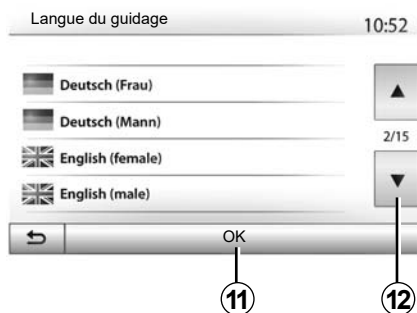 Langue du guidage
10:52
Deutsch (Frau)
Deutsch (Mann)
2/15
English (female)
English (male)
OK
11
12